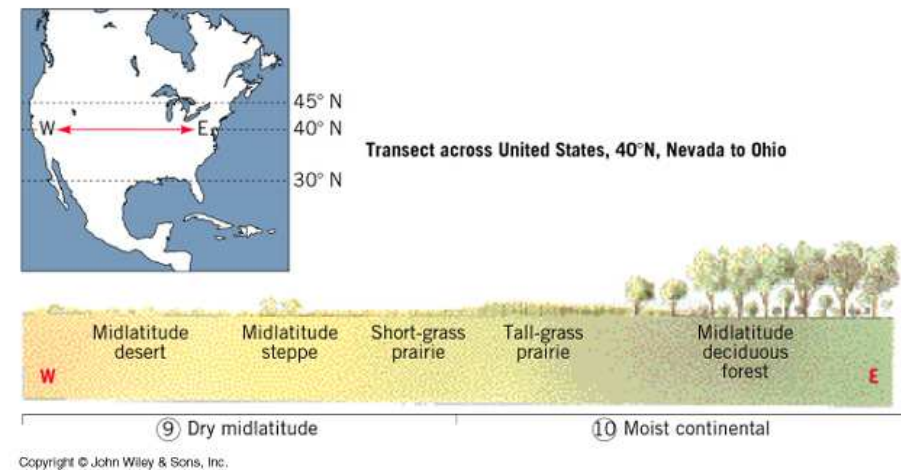 45° N
W E 40° N
30° N
Transect across United States, 40°N, Nevada to Ohio
Midlatitude desert
Midlatitude steppe
Short-grass prairie
Tall-grass prairie
Midlatitude deciduous forest
W E
⑨ Dry midlatitude
⑩ Moist continental
Copyright © John Wiley & Sons, Inc.